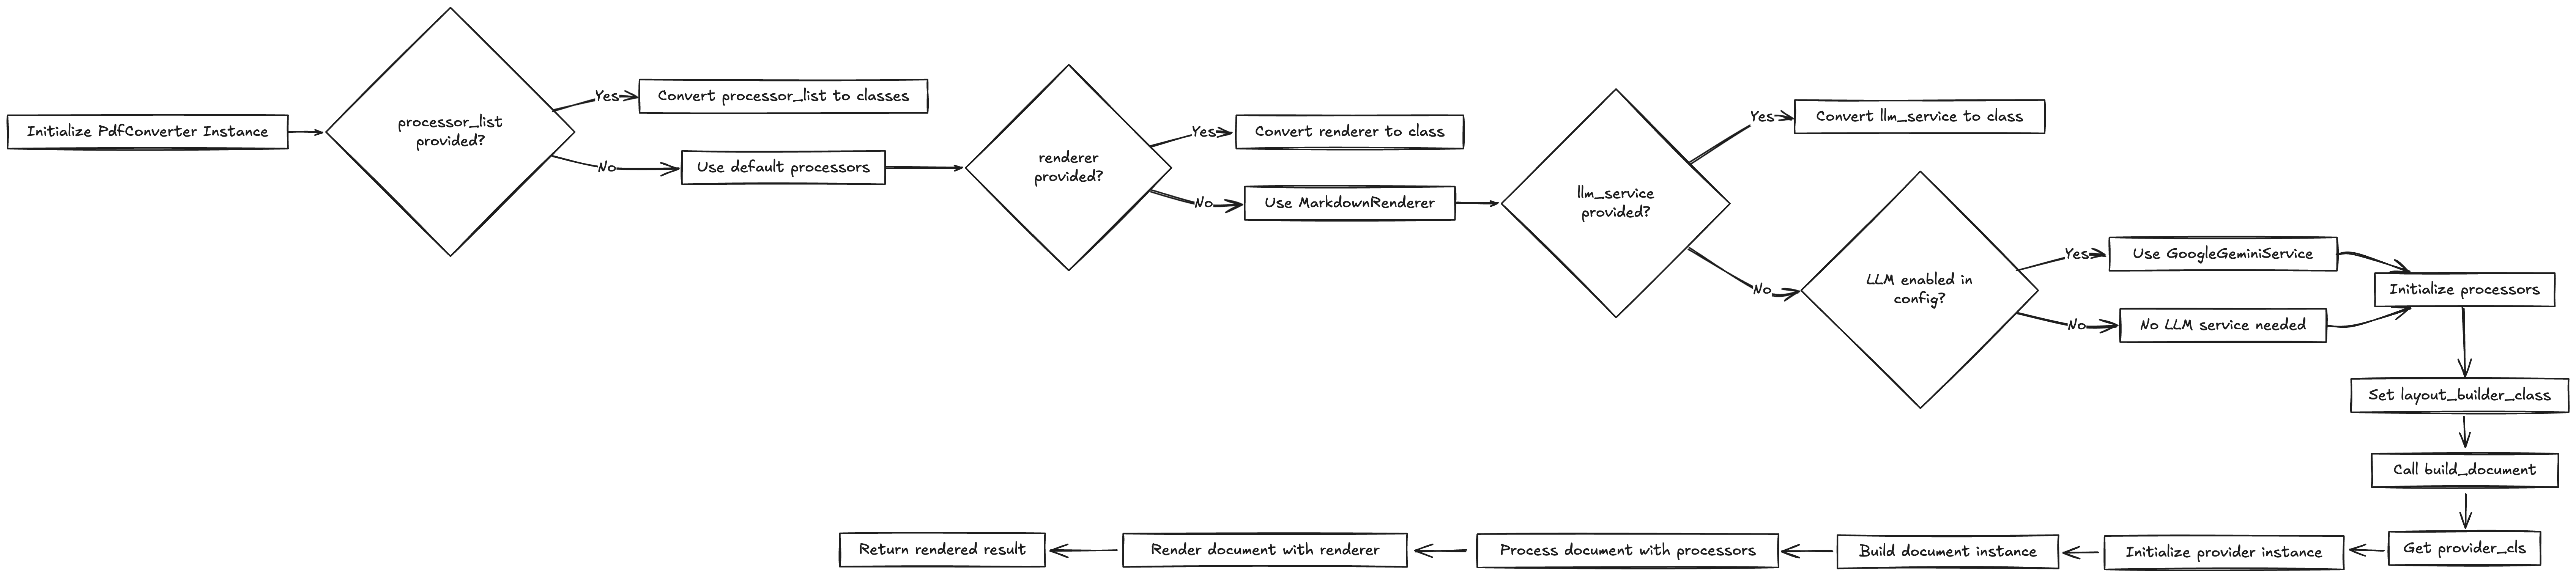 Initialize PdfConverter Instance
processor_list
provided?
Yes
Convert processor_list to classes
No
Use default processors
renderer
provided?
Yes
Convert renderer to class
No
Use MarkdownRenderer
llm_service
provided?
Yes
Convert llm_service to class
No
LLM enabled in
config?
Yes
Use GoogleGeminiService
No
No LLM service needed
Initialize processors
Set layout_builder_class
Call build_document
Get provider_cls
Initialize provider instance
Build document instance
Process document with processors
Render document with renderer
Return rendered result